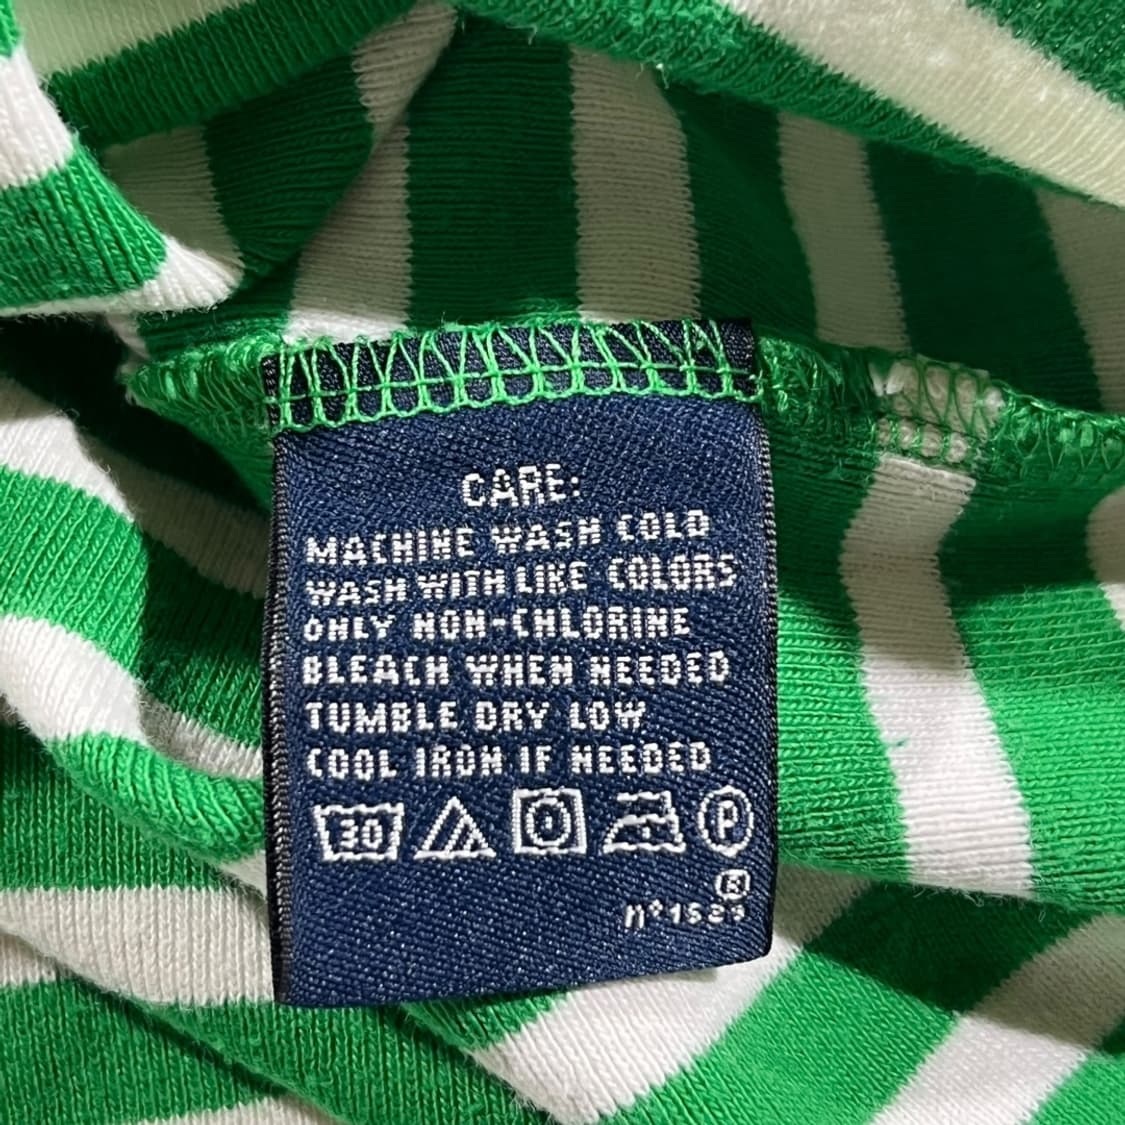 CARE:
MACHINE WASH COLD
WASH WITH LIKE COLORS
ONLY NON-CHLORINE
BLEACH WHEN NEEDED
TUMBLE DRY LOW
COOL IRON IF NEEDED
30 P
®